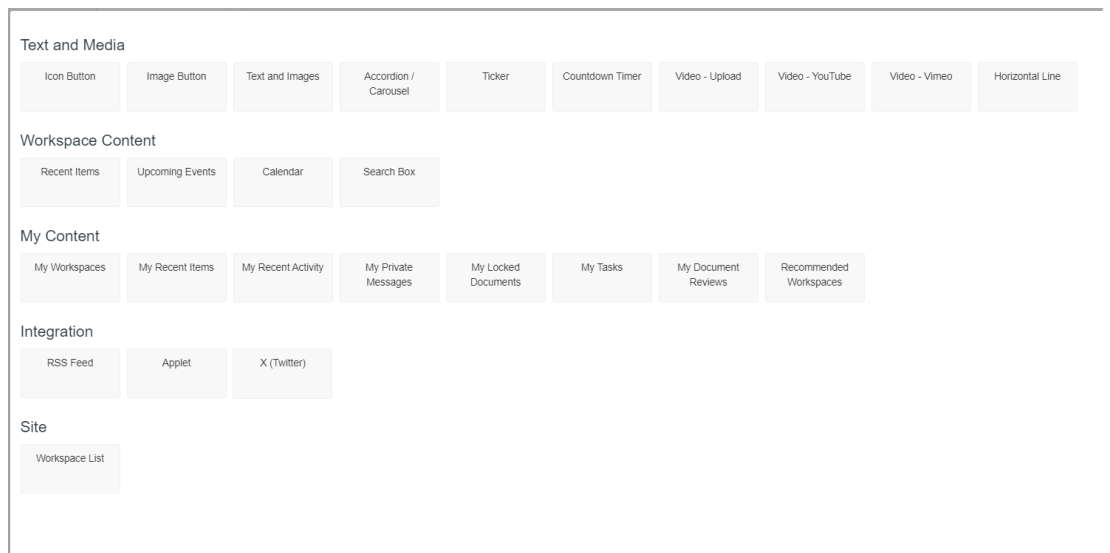 Text and Media
Icon Button
Image Button
Text and Images
Accordion /
Carousel
Ticker
Countdown Timer
Video - Upload
Video - YouTube
Video - Vimeo
Horizontal Line
Workspace Content
Recent Items
Upcoming Events
Calendar
Search Box
My Content
My Workspaces
My Recent Items
My Recent Activity
My Private
Messages
My Locked
Documents
My Tasks
My Document
Reviews
Recommended
Workspaces
Integration
RSS Feed
Applet
X (Twitter)
Site
Workspace List